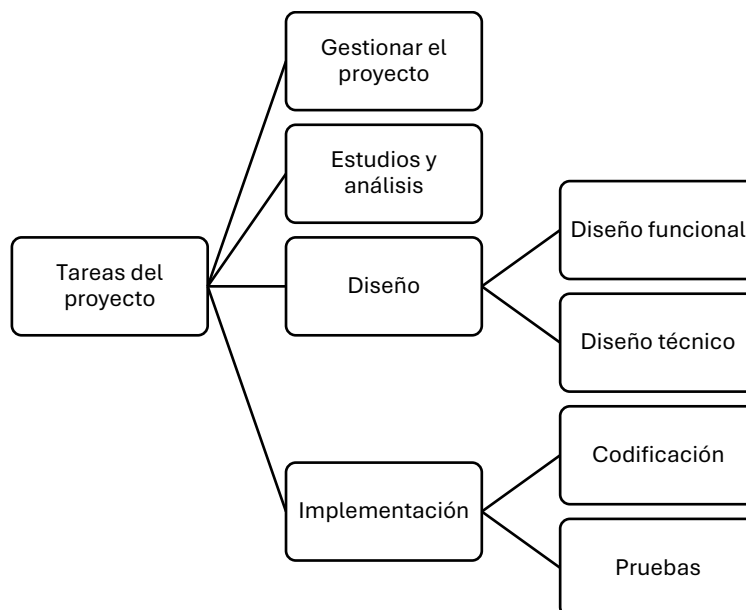 Gestionar el
proyecto
Estudios y
análisis
Diseño funcional
Tareas del
proyecto
Diseño
Diseño técnico
Codificación
Implementación
Pruebas